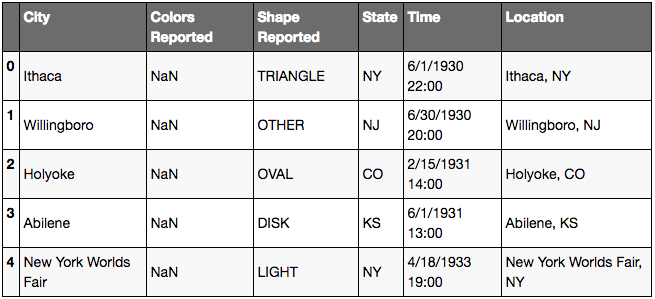 City Colors Reported Shape Reported State Time Location
0 Ithaca NaN TRIANGLE NY 6/1/1930 22:00 Ithaca, NY
1 Willingboro NaN OTHER NJ 6/30/1930 20:00 Willingboro, NJ
2 Holyoke NaN OVAL CO 2/15/1931 14:00 Holyoke, CO
3 Abilene NaN DISK KS 6/1/1931 13:00 Abilene, KS
4 New York Worlds Fair NaN LIGHT NY 4/18/1933 19:00 New York Worlds Fair, NY